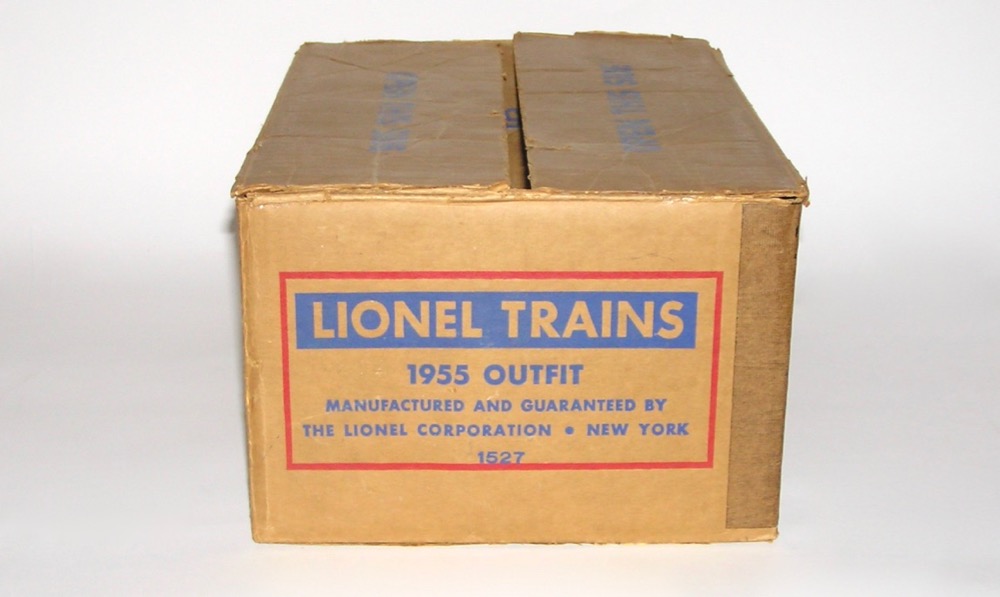 LIONEL TRAINS
1955 OUTFIT
MANUFACTURED AND GUARANTEED BY
THE LIONEL CORPORATION • NEW YORK
1527